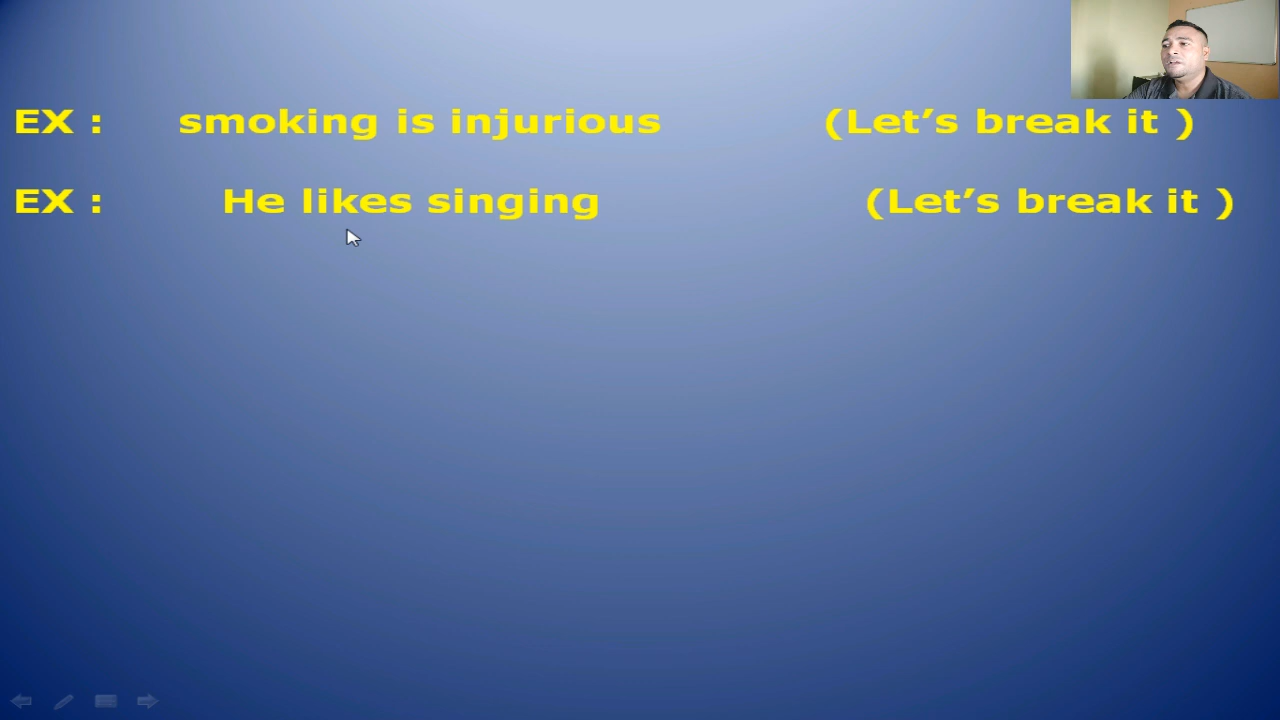 EX : smoking is injurious (Let’s break it )
EX : He likes singing (Let’s break it )